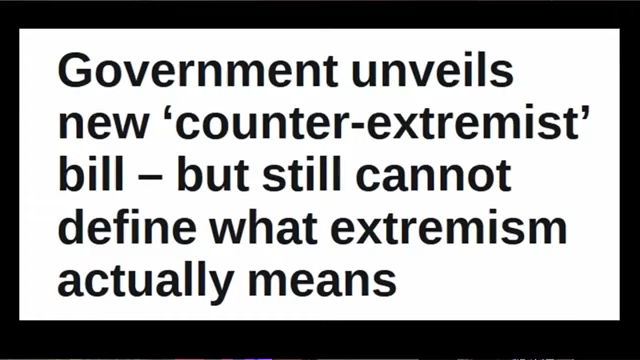 Government unveils
new ‘counter-extremist’
bill – but still cannot
define what extremism
actually means